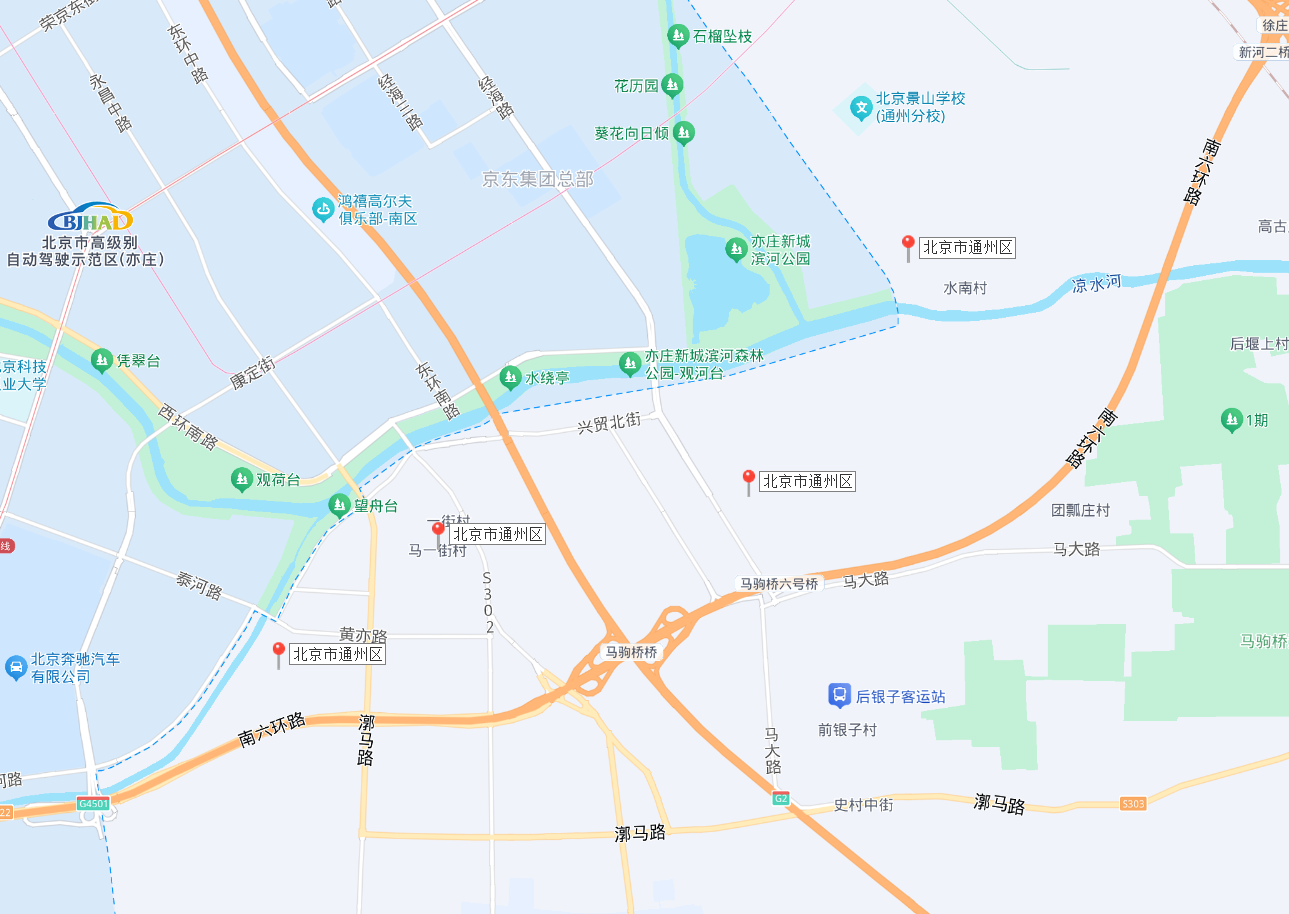 荣京东街
东环中路
石榴坠枝
徐庄
新河二桥
永昌中路
经海三路
经海路
花历园
北京景山学校
(通州分校)
葵花向日倾
京东集团总部
南六环路
鸿禧高尔夫
俱乐部-南区
BJHAD
北京市高级别
自动驾驶示范区(亦庄)
亦庄新城
滨河公园
北京市通州区
高古
水南村
凉水河
后堰上村
凭翠台
京科技
业大学
康定街
东环南路
水绕亭
亦庄新城滨河森林
公园-观河台
西环南路
兴贸北街
南六环路
1期
观荷台
望舟台
北京市通州区
团瓢庄村
一街村
北京市通州区
马一街村
线
马大路
泰河路
S302
马驹桥六号桥
马大路
黄亦路
马驹桥桥
马驹桥
北京市通州区
北京奔驰汽车
有限公司
后银子客运站
前银子村
南六环路
漷马路
马大路
河路
G4501
22
G2
史村中街
漷马路
S303
漷马路